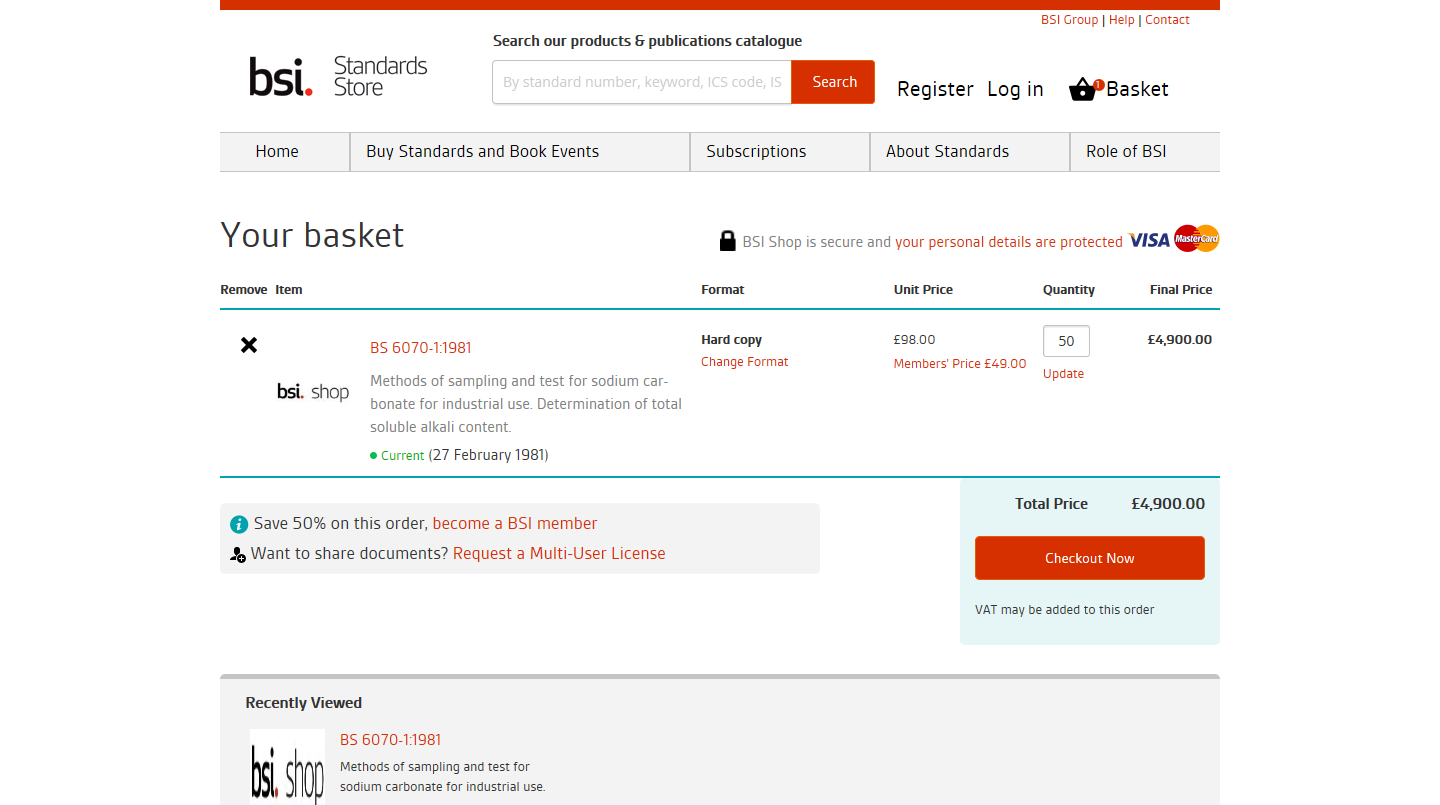 BSI Group | Help | Contact
Search our products & publications catalogue
bsi. Standards
Store
By standard number, keyword, ICS code, IS
Search
Register
Log in
1
Basket
Home
Buy Standards and Book Events
Subscriptions
About Standards
Role of BSI
Your basket
BSI Shop is secure and your personal details are protected
VISA
MasterCard
Remove
Item
Format
Unit Price
Quantity
Final Price
BS 6070-1:1981
bsi. shop
Methods of sampling and test for sodium car-
bonate for industrial use. Determination of total
soluble alkali content.
Current (27 February 1981)
Hard copy
Change Format
£98.00
Members' Price £49.00
50
Update
£4,900.00
Save 50% on this order, become a BSI member
Want to share documents? Request a Multi-User License
Total Price
£4,900.00
Checkout Now
VAT may be added to this order
Recently Viewed
bsi. shop
BS 6070-1:1981
Methods of sampling and test for
sodium carbonate for industrial use.